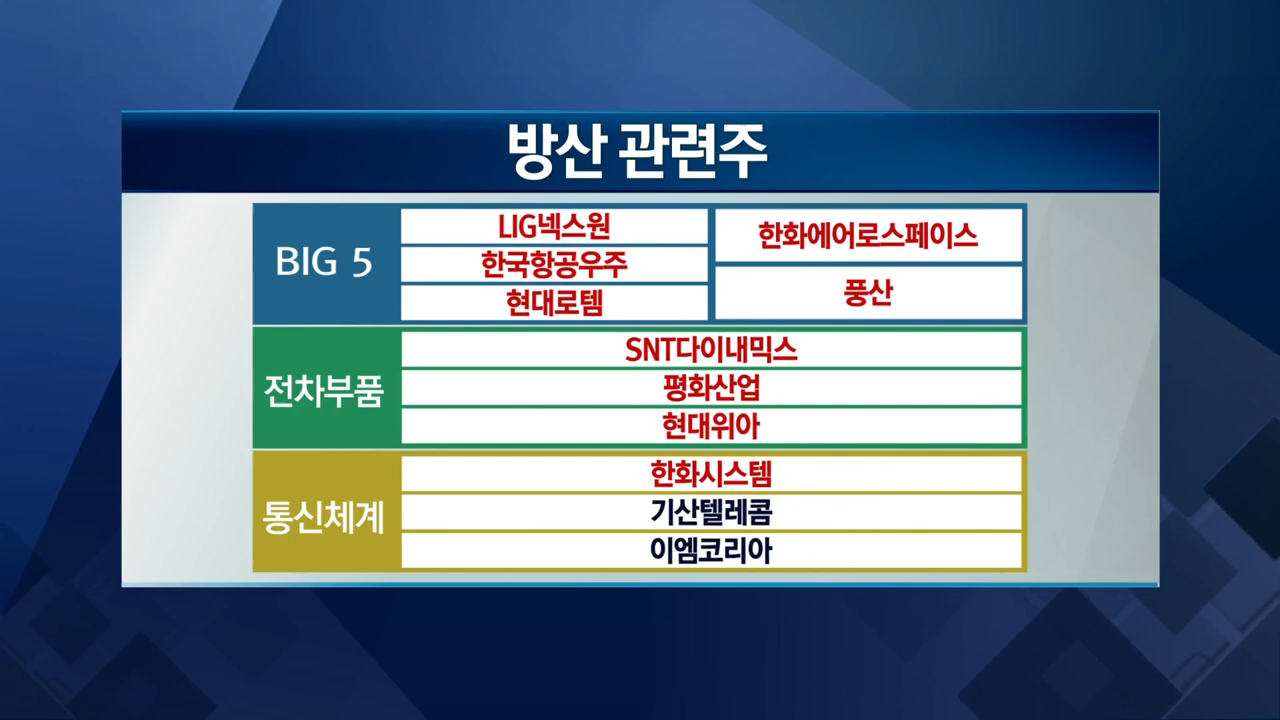 방산 관련주
BIG 5
LIG넥스원
한국항공우주
현대로템
한화에어로스페이스
풍산
전차부품
SNT다이내믹스
평화산업
현대위아
통신체계
한화시스템
기산텔레콤
이엠코리아